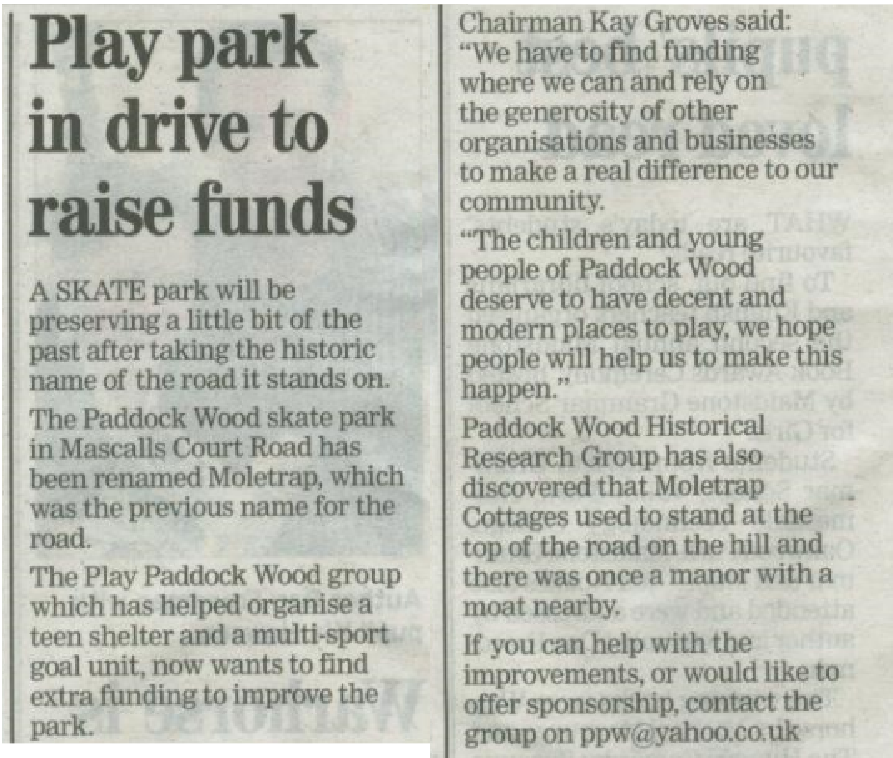 Play park
in drive to
raise funds
A SKATE park will be
preserving a little bit of the
past after taking the historic
name of the road it stands on.
The Paddock Wood skate park
in Mascalls Court Road has
been renamed Moletrap, which
was the previous name for the
road.
The Play Paddock Wood group
which has helped organise a
teen shelter and a multi-sport
goal unit, now wants to find
extra funding to improve the
park.
Chairman Kay Groves said:
“We have to find funding
where we can and rely on
the generosity of other
organisations and businesses
to make a real difference to our
community.
“The children and young
people of Paddock Wood
deserve to have decent and
modern places to play, we hope
people will help us to make this
happen.”
Paddock Wood Historical
Research Group has also
discovered that Moletrap
Cottages used to stand at the
top of the road on the hill and
there was once a manor with a
moat nearby.
If you can help with the
improvements, or would like to
offer sponsorship, contact the
group on ppw@yahoo.co.uk